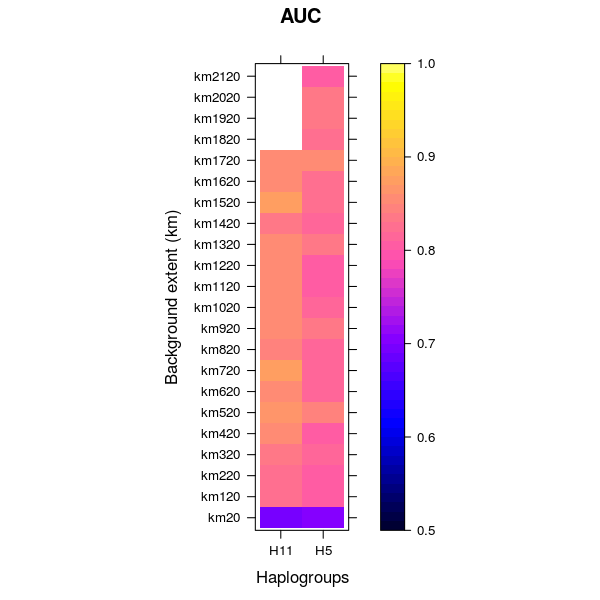 AUC
Background extent (km)
km2120
km2020
km1920
km1820
km1720
km1620
km1520
km1420
km1320
km1220
km1120
km1020
km920
km820
km720
km620
km520
km420
km320
km220
km120
km20
H11 H5
Haplogroups
1.0
0.9
0.8
0.7
0.6
0.5